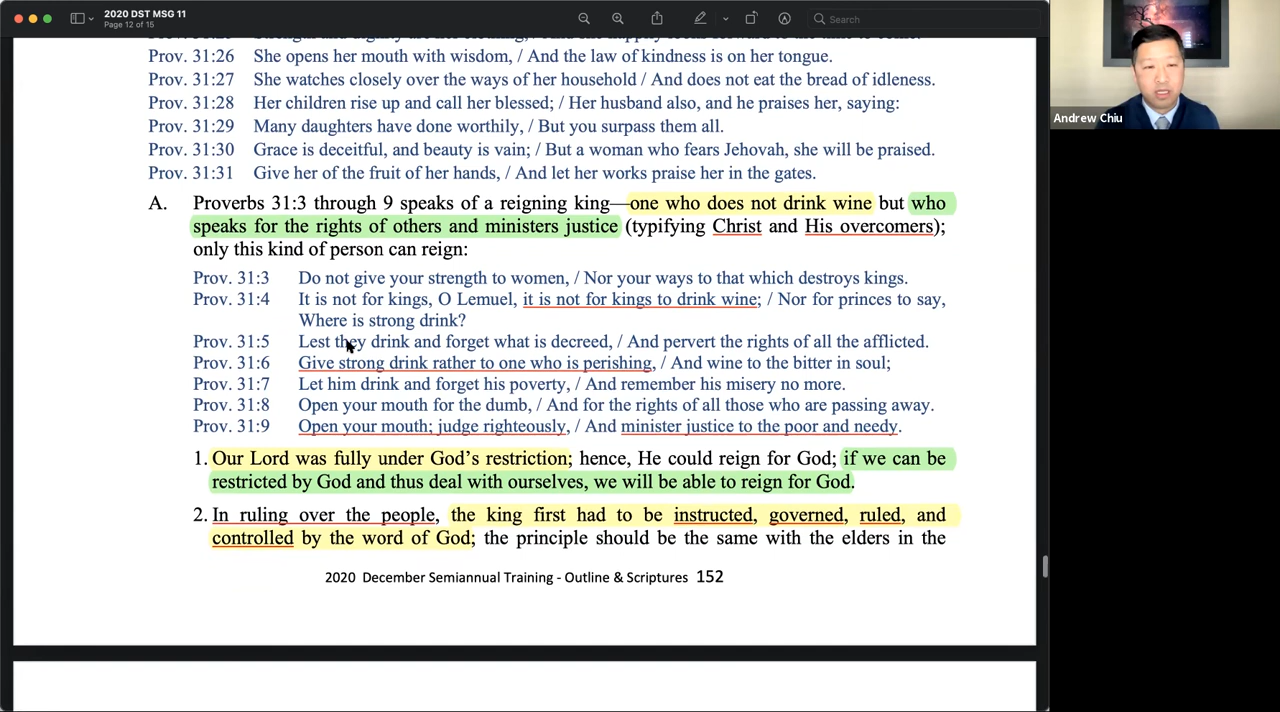 2020 DST MSG 11
Page 12 of 15
Search
Prov. 31:26 She opens her mouth with wisdom, / And the law of kindness is on her tongue.
Prov. 31:27 She watches closely over the ways of her household / And does not eat the bread of idleness.
Prov. 31:28 Her children rise up and call her blessed; / Her husband also, and he praises her, saying:
Prov. 31:29 Many daughters have done worthily, / But you surpass them all.
Prov. 31:30 Grace is deceitful, and beauty is vain; / But a woman who fears Jehovah, she will be praised.
Prov. 31:31 Give her of the fruit of her hands, / And let her works praise her in the gates.
A. Proverbs 31:3 through 9 speaks of a reigning king—one who does not drink wine but who
speaks for the rights of others and ministers justice (typifying Christ and His overcomers);
only this kind of person can reign:
Prov. 31:3 Do not give your strength to women, / Nor your ways to that which destroys kings.
Prov. 31:4 It is not for kings, O Lemuel, it is not for kings to drink wine; / Nor for princes to say,
Where is strong drink?
Prov. 31:5 Lest they drink and forget what is decreed, / And pervert the rights of all the afflicted.
Prov. 31:6 Give strong drink rather to one who is perishing, / And wine to the bitter in soul;
Prov. 31:7 Let him drink and forget his poverty, / And remember his misery no more.
Prov. 31:8 Open your mouth for the dumb, / And for the rights of all those who are passing away.
Prov. 31:9 Open your mouth; judge righteously, / And minister justice to the poor and needy.
1. Our Lord was fully under God's restriction; hence, He could reign for God; if we can be
restricted by God and thus deal with ourselves, we will be able to reign for God.
2. In ruling over the people, the king first had to be instructed, governed, ruled, and
controlled by the word of God; the principle should be the same with the elders in the
2020 December Semiannual Training - Outline & Scriptures 152
Andrew Chiu